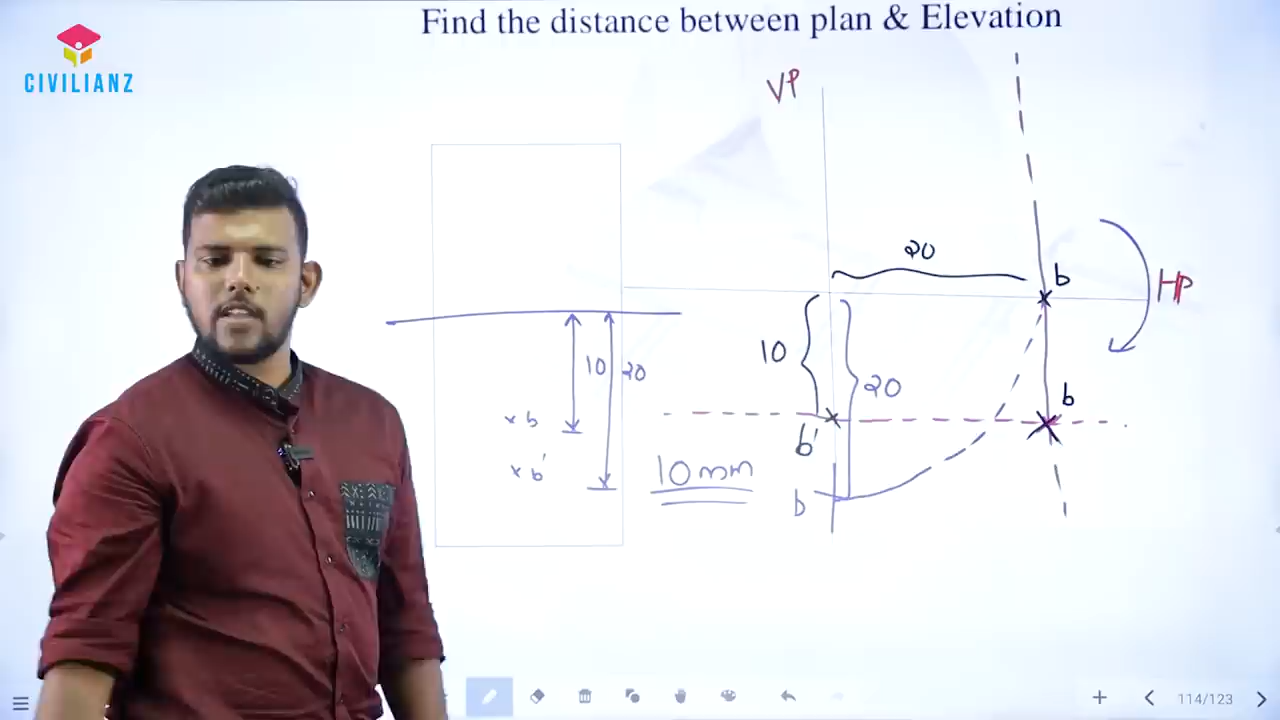 Find the distance between plan & Elevation
CIVILIANZ
VP
20
b
HP
10
20
10
20
b
x b
b'
x b'
10mm
b
114/123